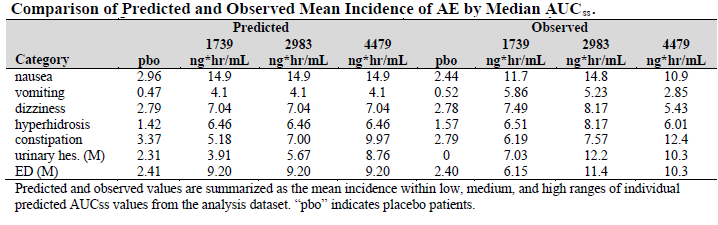 Comparison of Predicted and Observed Mean Incidence of AE by Median AUCss.
Predicted Observed
1739 2983 4479 1739 2983 4479
Category pbo ng*hr/mL ng*hr/mL ng*hr/mL pbo ng*hr/mL ng*hr/mL ng*hr/mL
nausea 2.96 14.9 14.9 14.9 2.44 11.7 14.8 10.9
vomiting 0.47 4.1 4.1 4.1 0.52 5.86 5.23 2.85
dizziness 2.79 7.04 7.04 7.04 2.78 7.49 8.17 5.43
hyperhidrosis 1.42 6.46 6.46 6.46 1.57 6.51 8.17 6.01
constipation 3.37 5.18 7.00 9.97 2.79 6.19 7.57 12.4
urinary hes. (M) 2.31 3.91 5.67 8.76 0 7.03 12.2 10.3
ED (M) 2.41 9.20 9.20 9.20 2.40 6.15 11.4 10.3
Predicted and observed values are summarized as the mean incidence within low, medium, and high ranges of individual
predicted AUCss values from the analysis dataset. “pbo” indicates placebo patients.